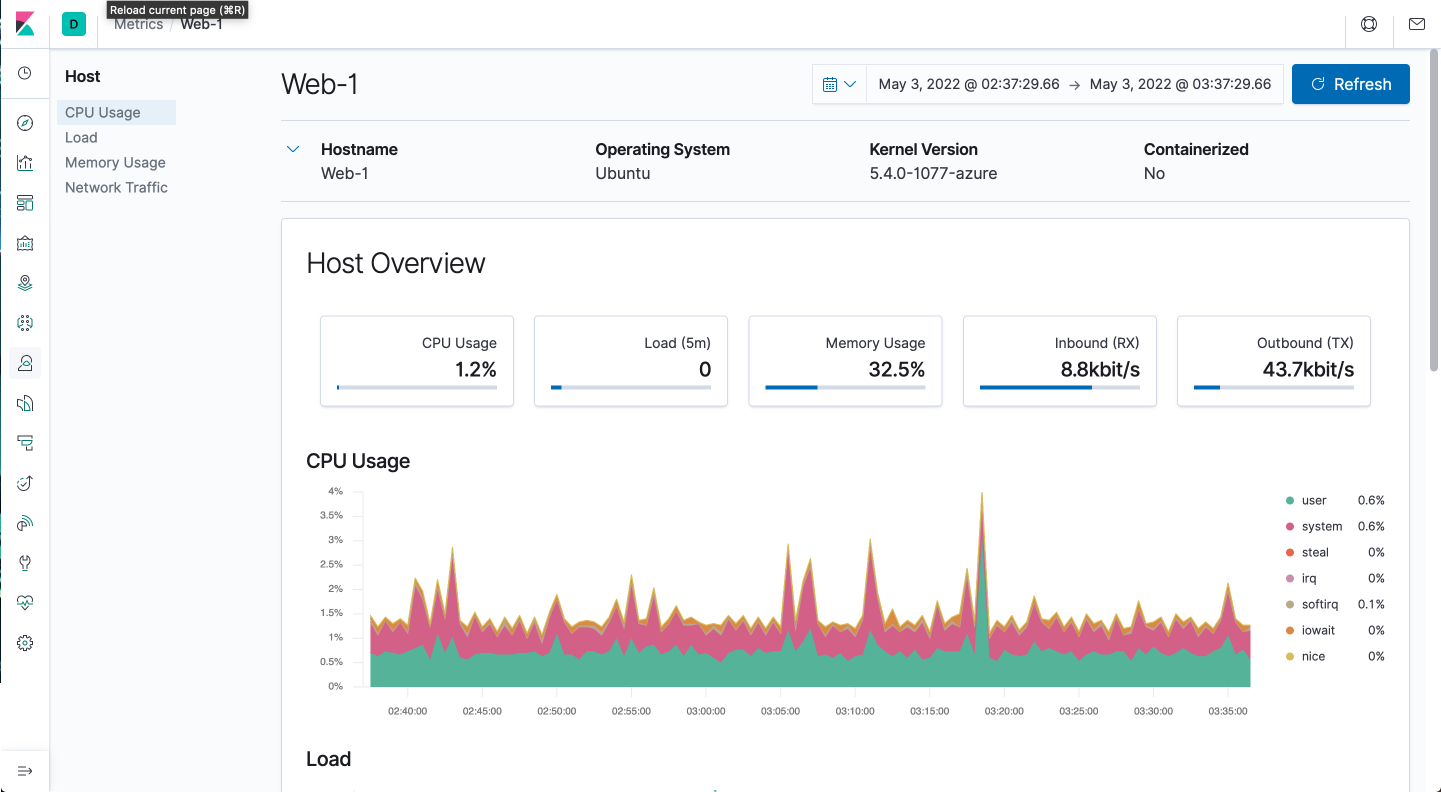 Reload current page (⌘R)
D
Metrics / Web-1
Host
CPU Usage
Load
Memory Usage
Network Traffic
Web-1
May 3, 2022 @ 02:37:29.66 → May 3, 2022 @ 03:37:29.66
Refresh
Hostname Operating System Kernel Version Containerized
Web-1 Ubuntu 5.4.0-1077-azure No
Host Overview
CPU Usage Load (5m) Memory Usage Inbound (RX) Outbound (TX)
1.2% 0 32.5% 8.8kbit/s 43.7kbit/s
CPU Usage
4%
3.5%
3%
2.5%
2%
1.5%
1%
0.5%
0%
02:40:00 02:45:00 02:50:00 02:55:00 03:00:00 03:05:00 03:10:00 03:15:00 03:20:00 03:25:00 03:30:00 03:35:00
user 0.6%
system 0.6%
steal 0%
irq 0%
softirq 0.1%
iowait 0%
nice 0%
Load